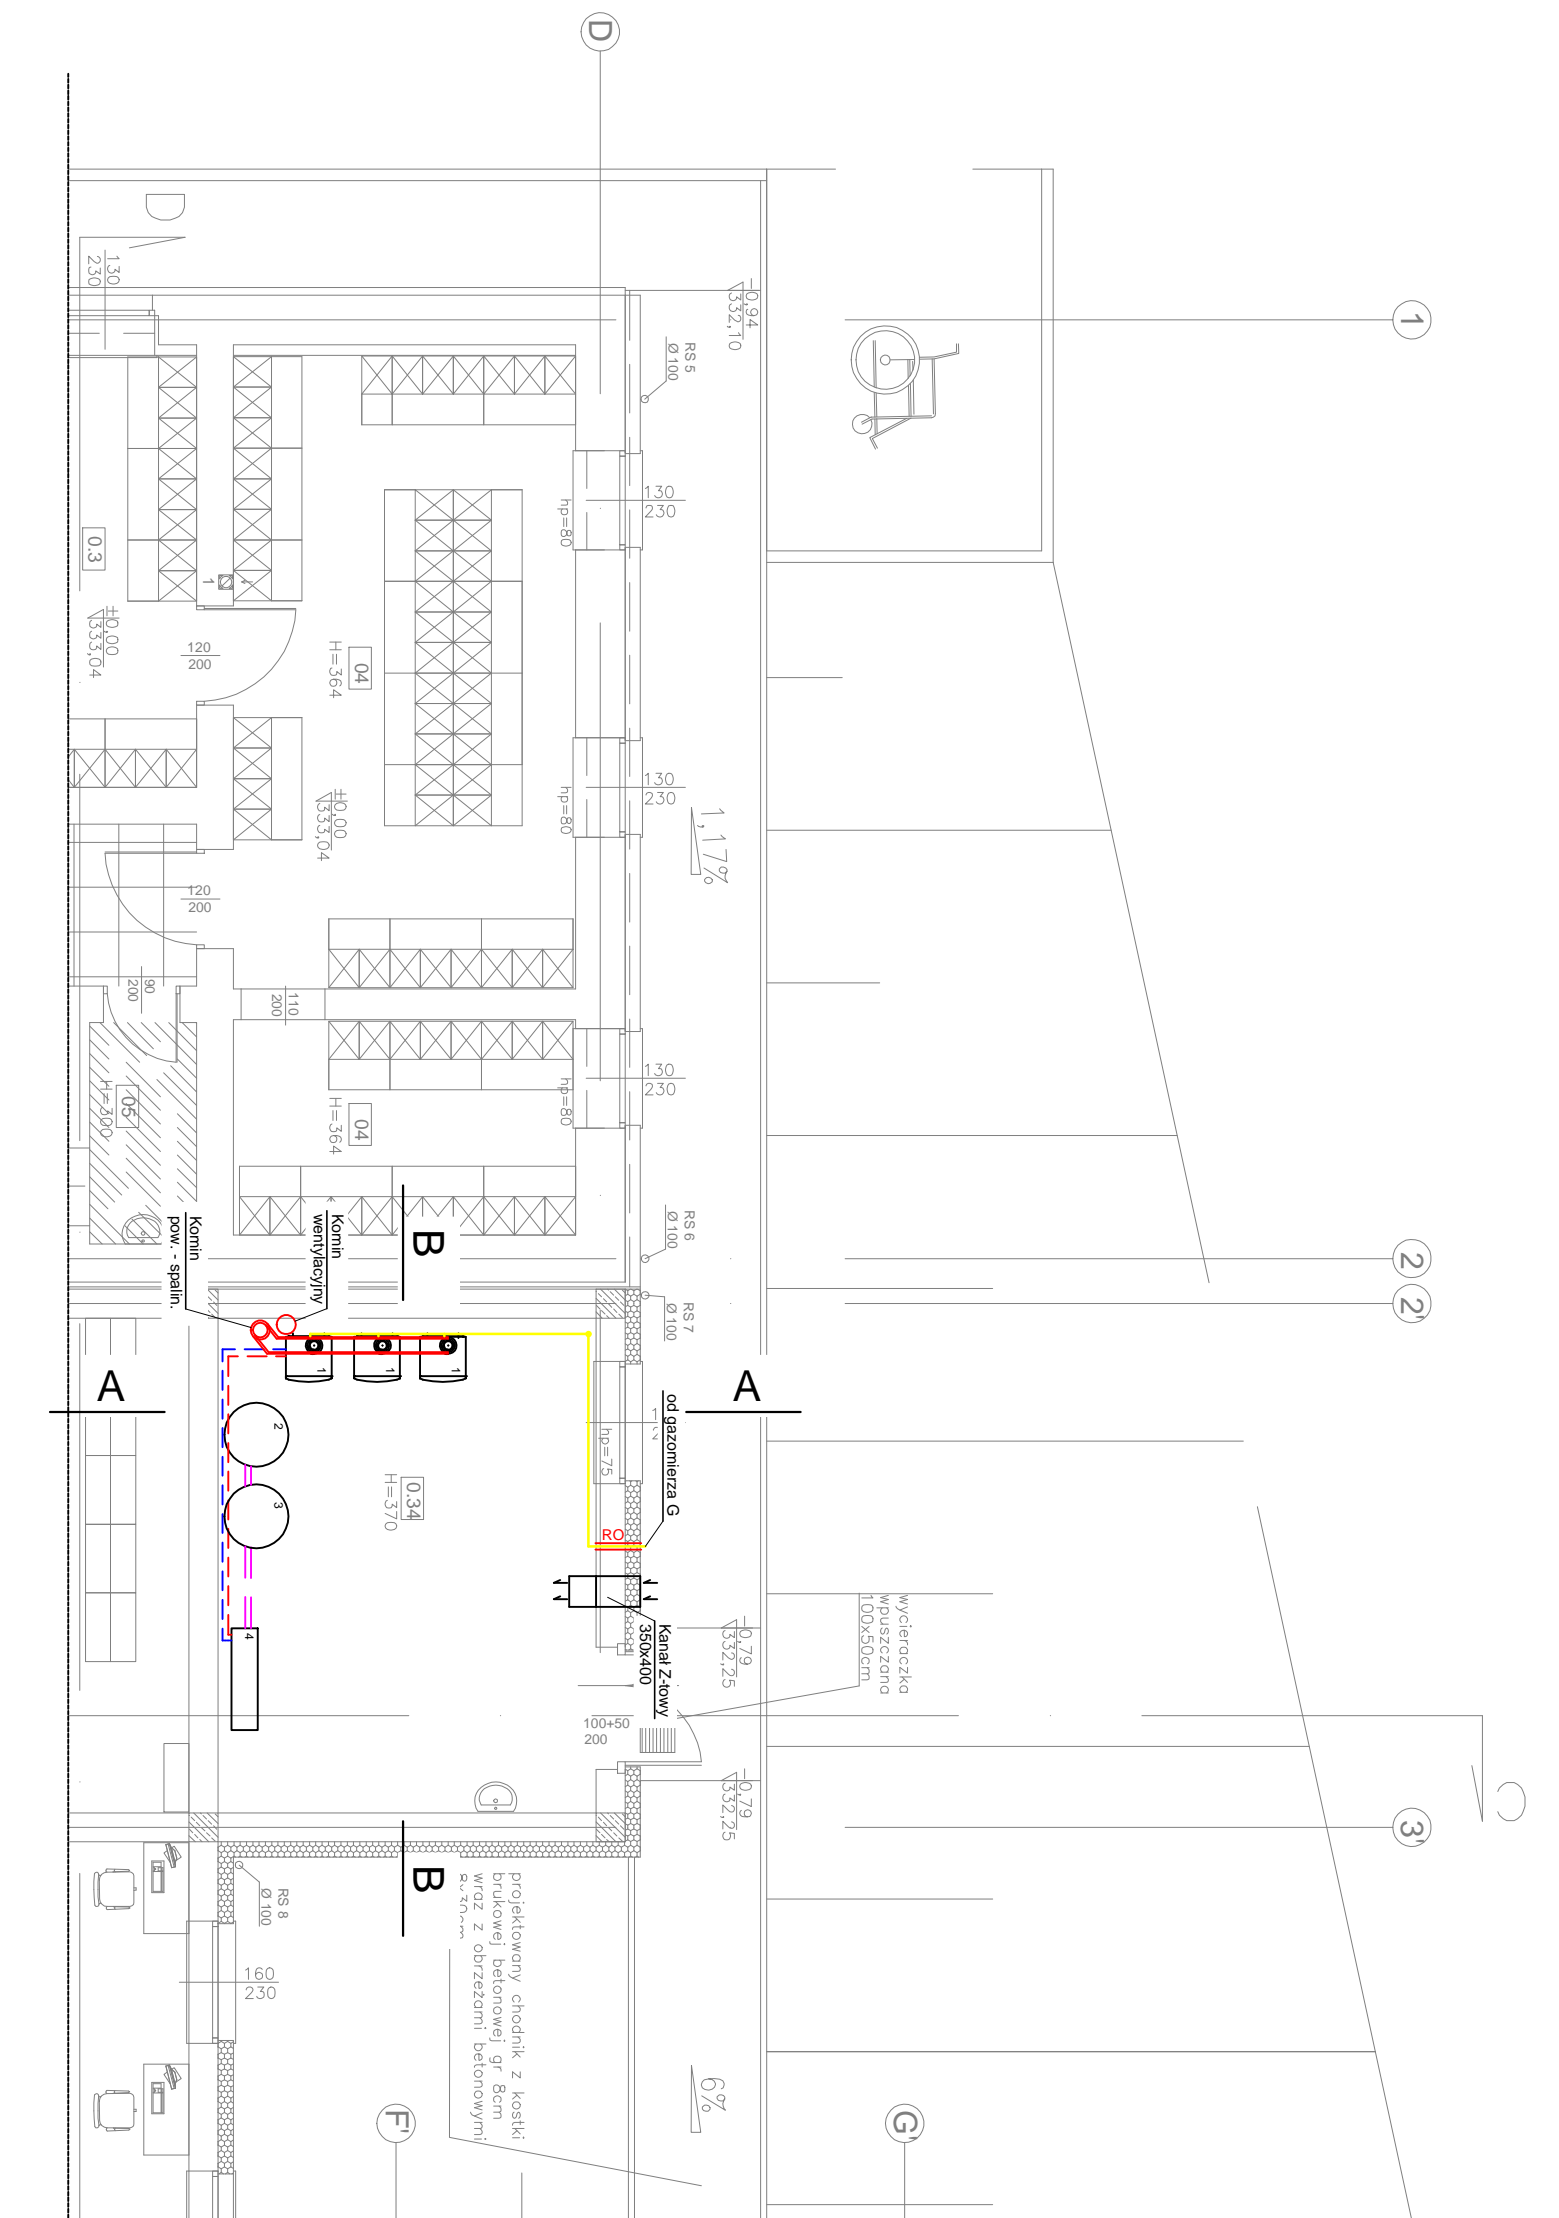 D
1
2
2'
3'
F'
G'
130
230
-0,94
332,10
RS 5
Ø 100
130
230
hp=80
0.3
±0,00
333,04
1
120
200
04
H=364
±0,00
333,04
130
230
hp=80
1,17%
120
200
90
200
110
200
130
230
hp=80
05
H=300
04
H=364
Komin
pow. - spalin.
Komin
wentylacyjny
B
RS 6
Ø 100
RS 7
Ø 100
1
1
1
A
A
od gazomierza G
hp=75
2
3
4
0.34
H=370
RO
Kanał Z-towy
350x400
-0,79
332,25
wycieraczka
wpuszczana
100x50cm
100+50
200
-0,79
332,25
B
RS 8
Ø 100
160
230
projektowany chodnik z kostki
brukowej betonowej gr 8cm
wraz z obrzeżami betonowymi
6%